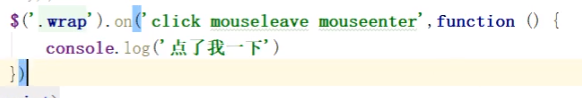 $('.wrap').on('click mouseleave mouseenter',function () {
    console.log('点了我一下')
})